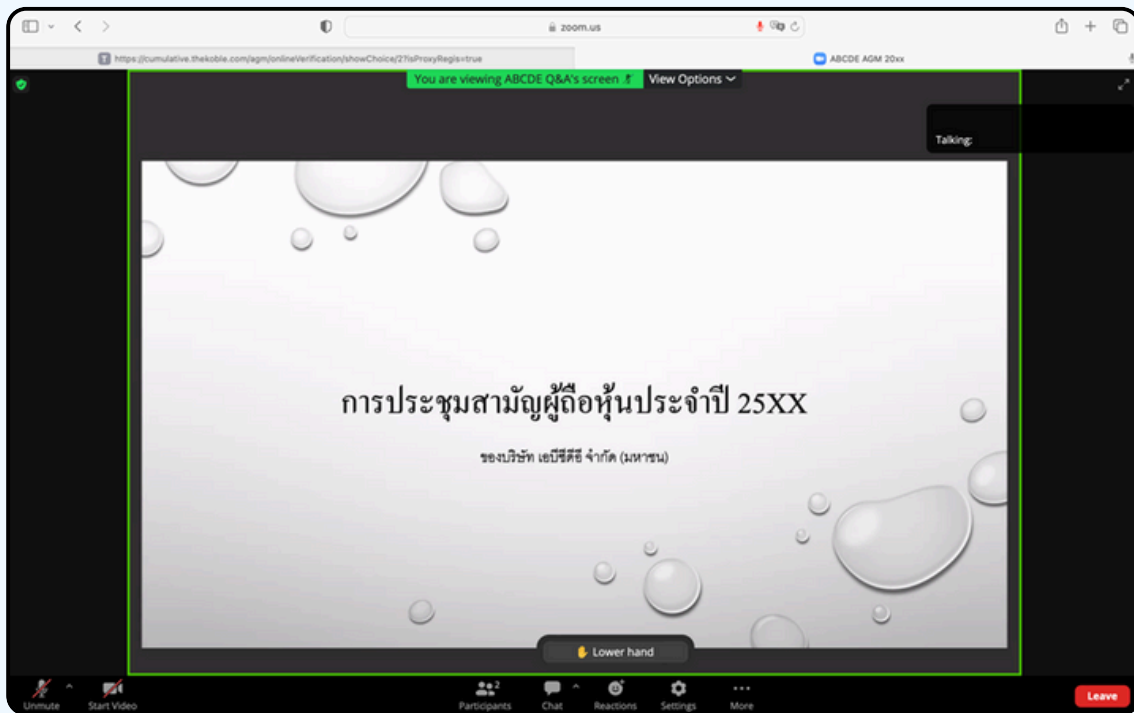 zoom.us
https://cumulative.thekoble.com/agm/onlineVerification/showChoice/2?isProxyRegis=true
ABCDE AGM 20xx
You are viewing ABCDE Q&A's screen
View Options
Talking:
การประชุมสามัญผู้ถือหุ้นประจำปี 25XX
ของบริษัท เอบีซีดีอี จำกัด (มหาชน)
Lower hand
2
Unmute
Start Video
Participants
Chat
Reactions
Settings
More
Leave